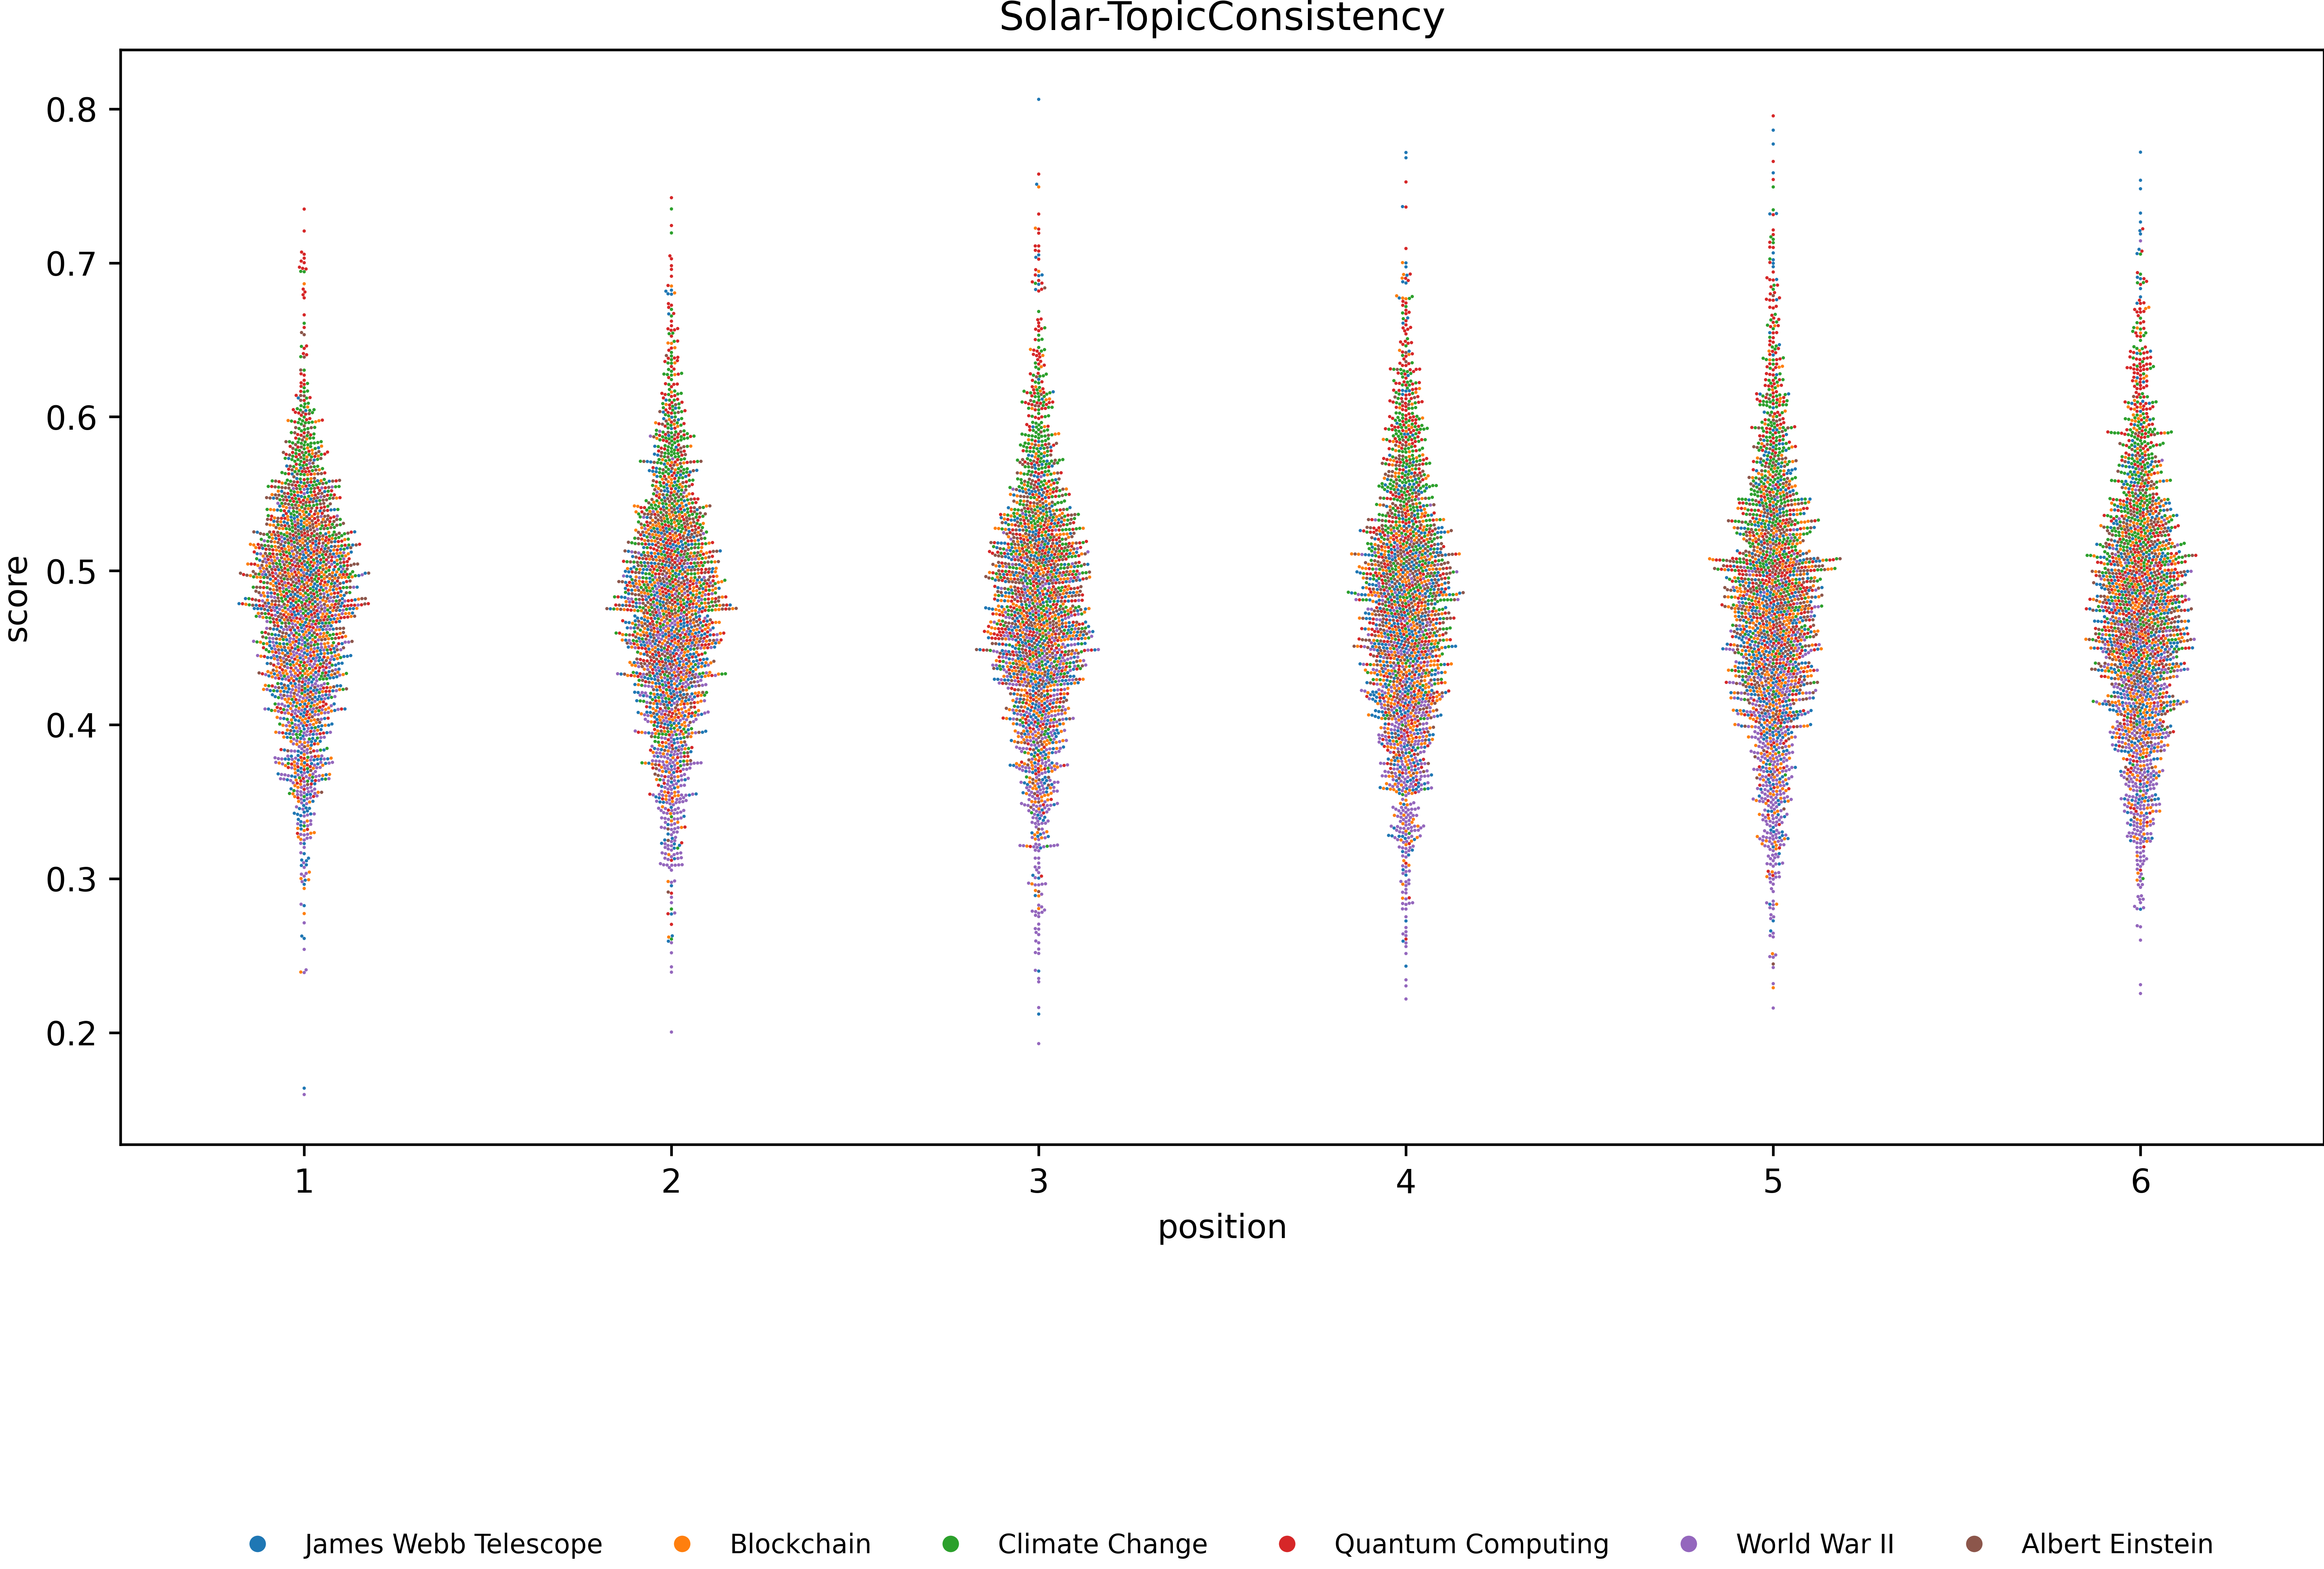 Solar-TopicConsistency
score
0.8
0.7
0.6
0.5
0.4
0.3
0.2
1 2 3 4 5 6
position
James Webb Telescope Blockchain Climate Change Quantum Computing World War II Albert Einstein